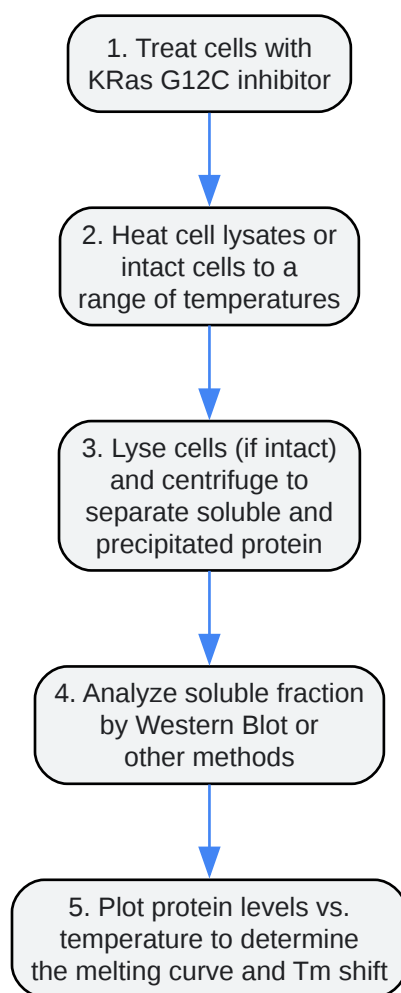 1. Treat cells with
KRas G12C inhibitor
2. Heat cell lysates or
intact cells to a
range of temperatures
3. Lyse cells (if intact)
and centrifuge to
separate soluble and
precipitated protein
4. Analyze soluble fraction
by Western Blot or
other methods
5. Plot protein levels vs.
temperature to determine
the melting curve and Tm shift